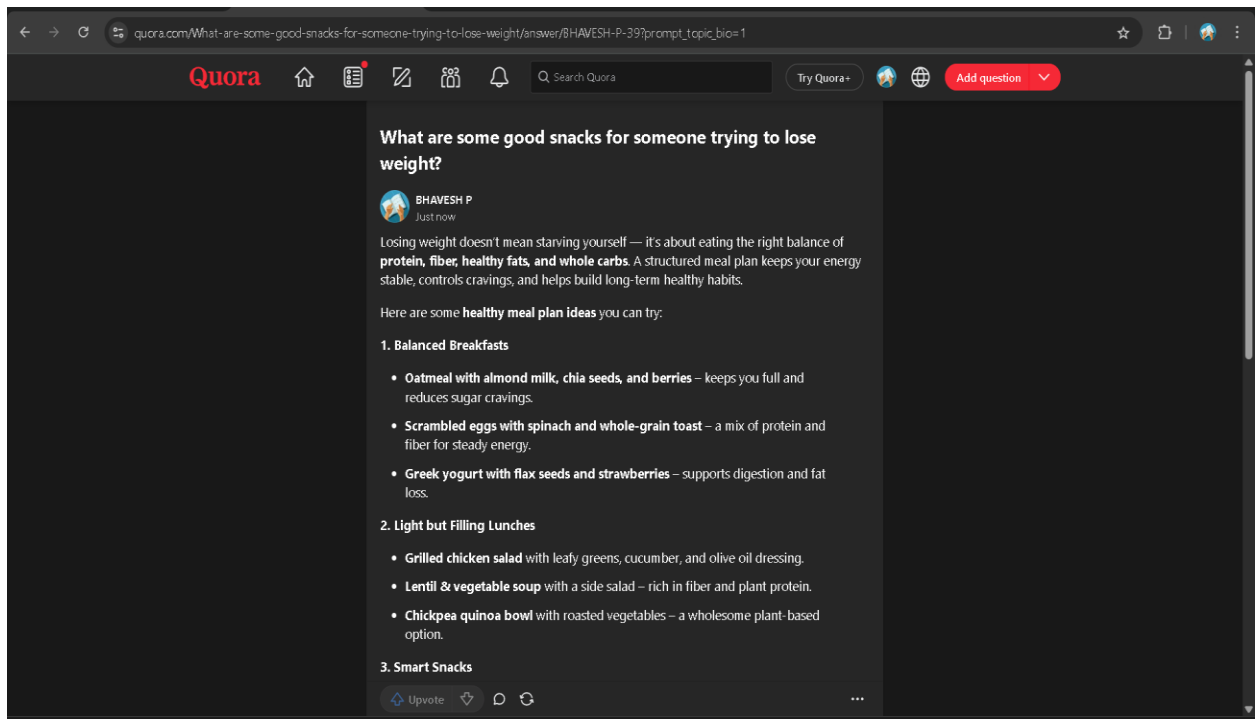 quora.com/What-are-some-good-snacks-for-someone-trying-to-lose-weight/answer/BHAVESH-P-39?prompt_topic_bio=1
Quora
Search Quora
Try Quora+
Add question
What are some good snacks for someone trying to lose
weight?
BHAVESH P
Just now
Losing weight doesn't mean starving yourself — it's about eating the right balance of
protein, fiber, healthy fats, and whole carbs. A structured meal plan keeps your energy
stable, controls cravings, and helps build long-term healthy habits.
Here are some healthy meal plan ideas you can try:
1. Balanced Breakfasts
• Oatmeal with almond milk, chia seeds, and berries – keeps you full and
reduces sugar cravings.
• Scrambled eggs with spinach and whole-grain toast – a mix of protein and
fiber for steady energy.
• Greek yogurt with flax seeds and strawberries – supports digestion and fat
loss.
2. Light but Filling Lunches
• Grilled chicken salad with leafy greens, cucumber, and olive oil dressing.
• Lentil & vegetable soup with a side salad – rich in fiber and plant protein.
• Chickpea quinoa bowl with roasted vegetables – a wholesome plant-based
option.
3. Smart Snacks
Upvote